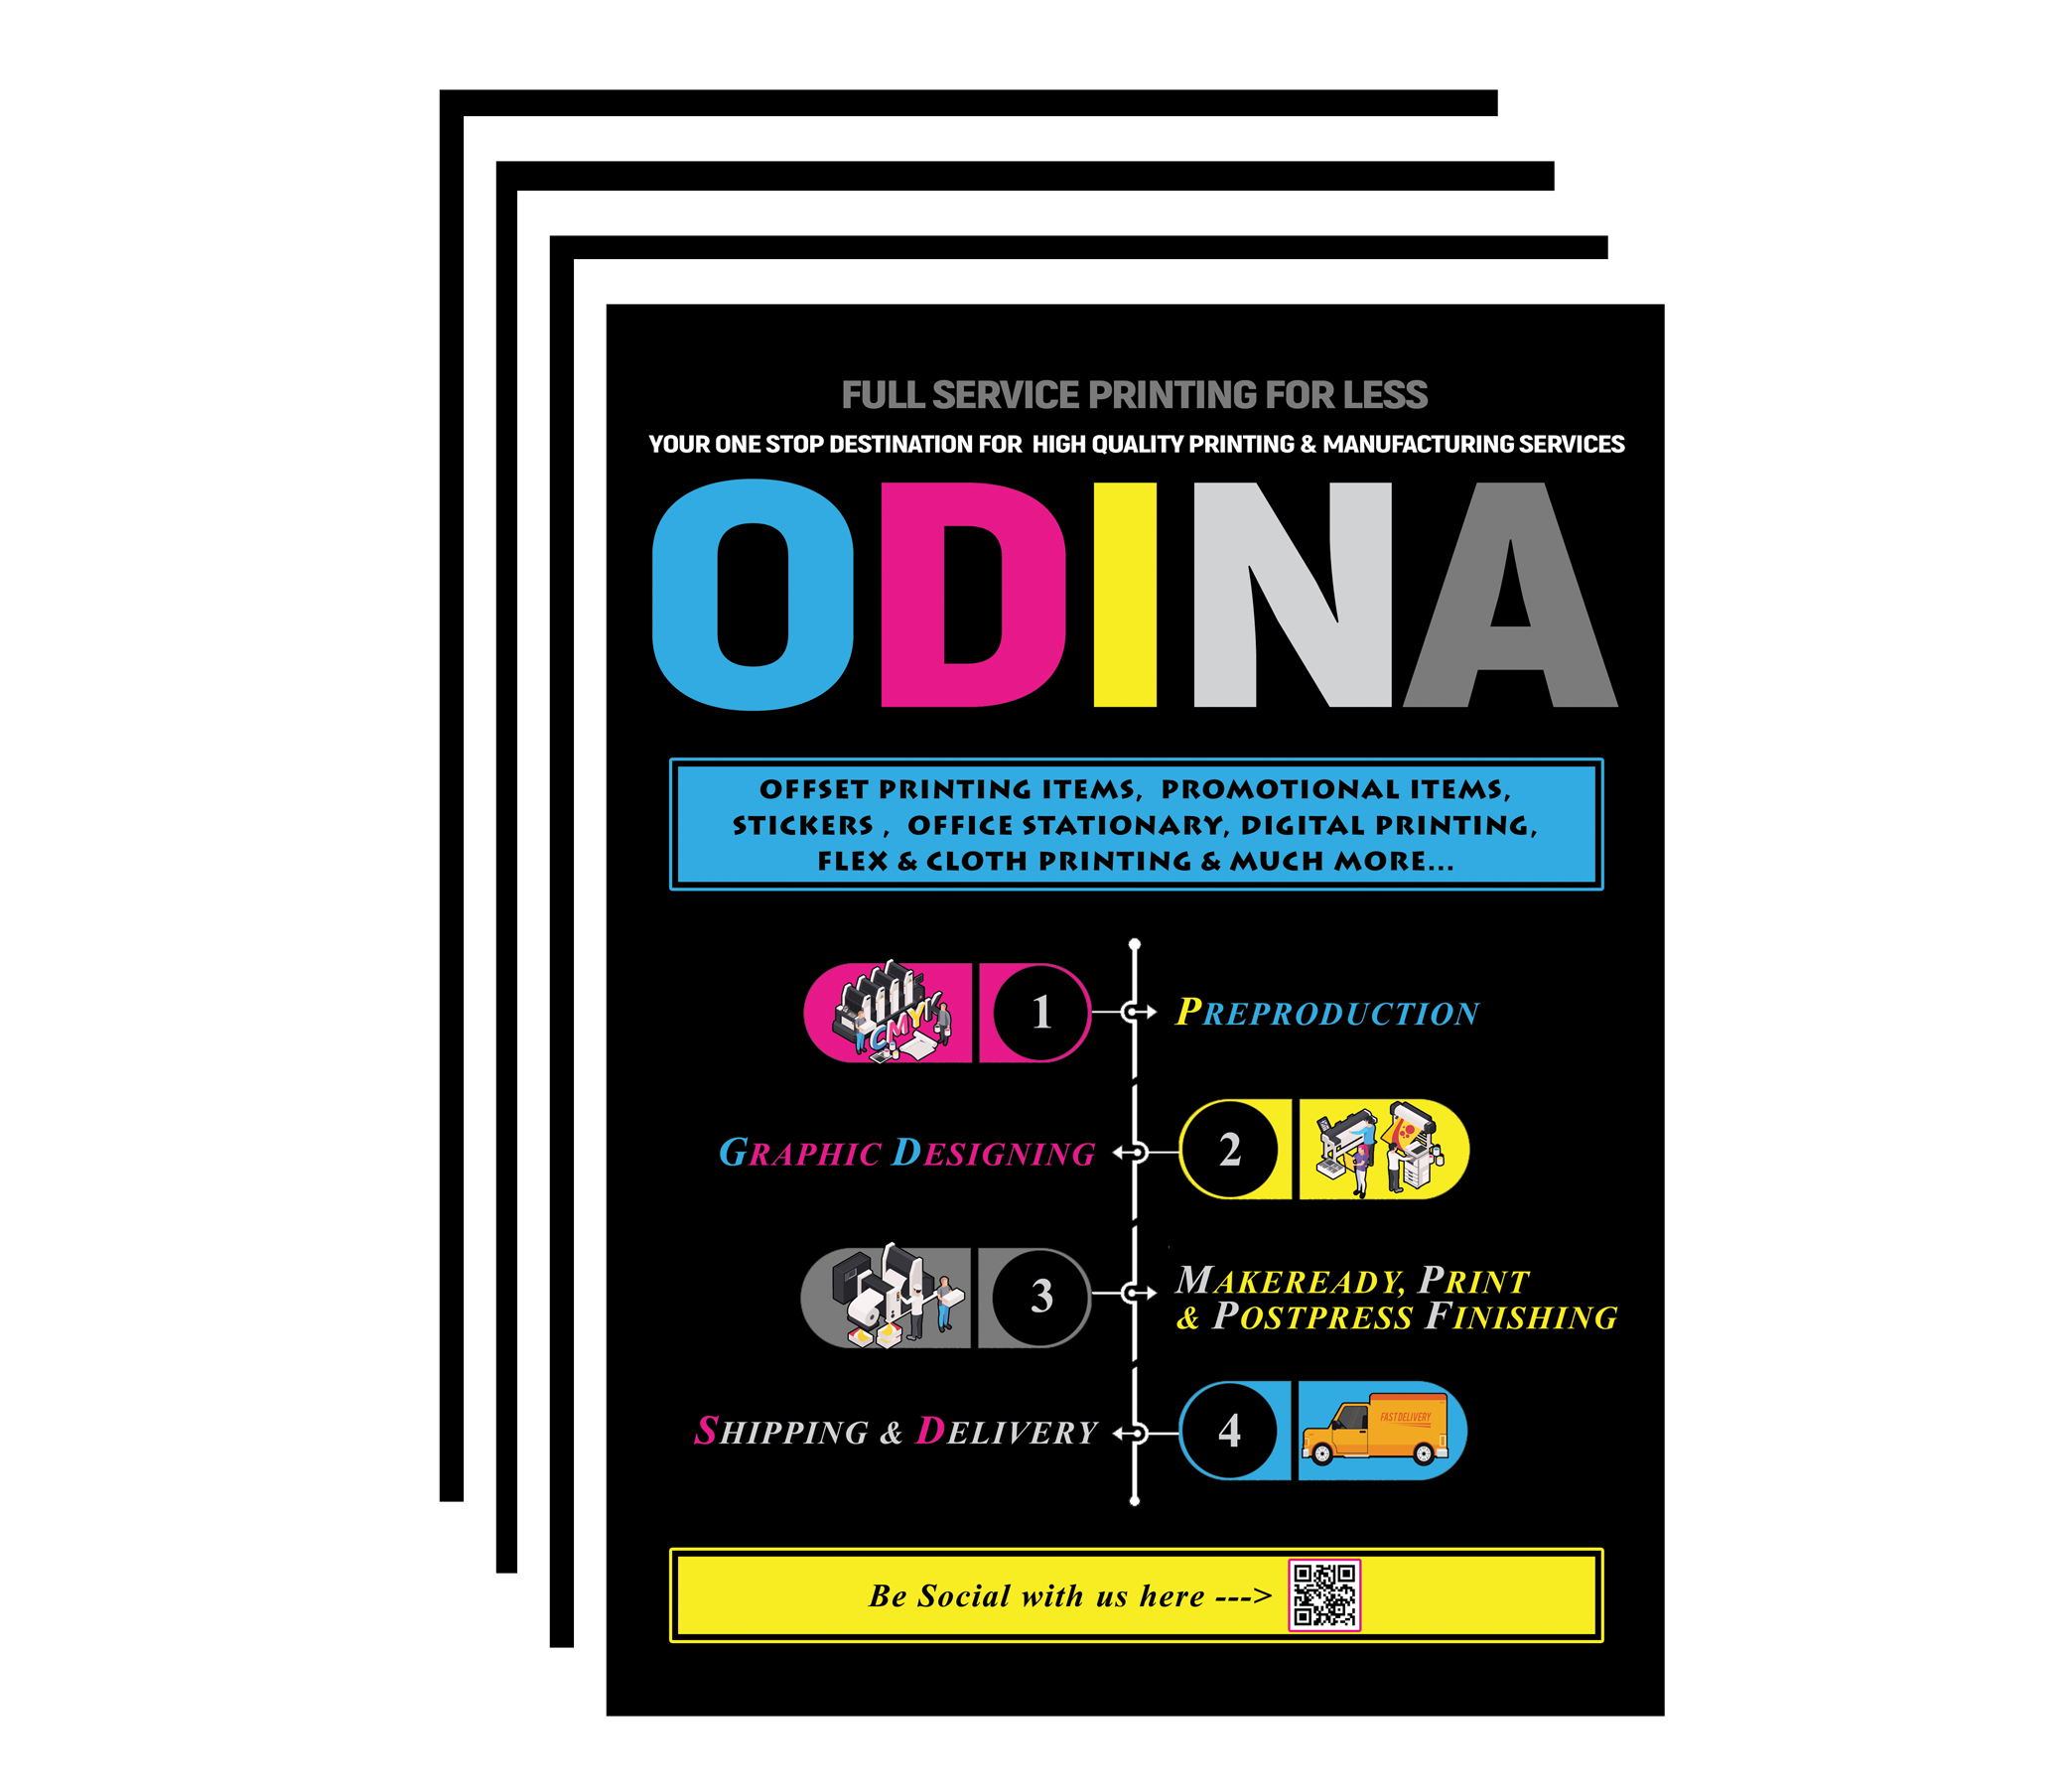 FULL SERVICE PRINTING FOR LESS
YOUR ONE STOP DESTINATION FOR HIGH QUALITY PRINTING & MANUFACTURING SERVICES
ODINA
OFFSET PRINTING ITEMS, PROMOTIONAL ITEMS,
STICKERS , OFFICE STATIONARY, DIGITAL PRINTING,
FLEX & CLOTH PRINTING & MUCH MORE...
CMYK
1
PREPRODUCTION
GRAPHIC DESIGNING
2
3
MAKEREADY, PRINT
& POSTPRESS FINISHING
SHIPPING & DELIVERY
4
FAST DELIVERY
Be Social with us here --->